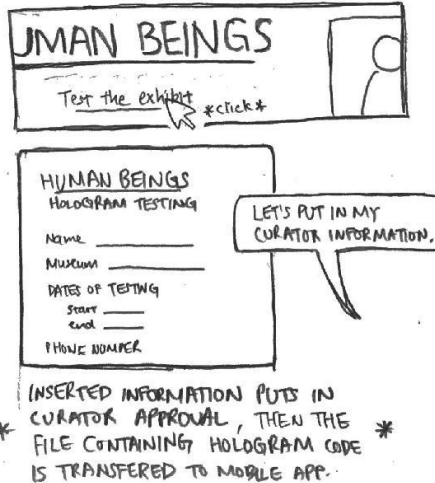 UMAN BEINGS
Test the exhibit
*click*
HUMAN BEINGS
HOLOGRAM TESTING
Name
Museum
DATES OF TESTING
Start
end
PHONE NUMBER
LET'S PUT IN MY
CURATOR INFORMATION.
INSERTED INFORMATION PUTS IN
* CURATOR APPROVAL, THEN THE *
FILE CONTAINING HOLOGRAM CODE
IS TRANSFERED TO MOBILE APP.